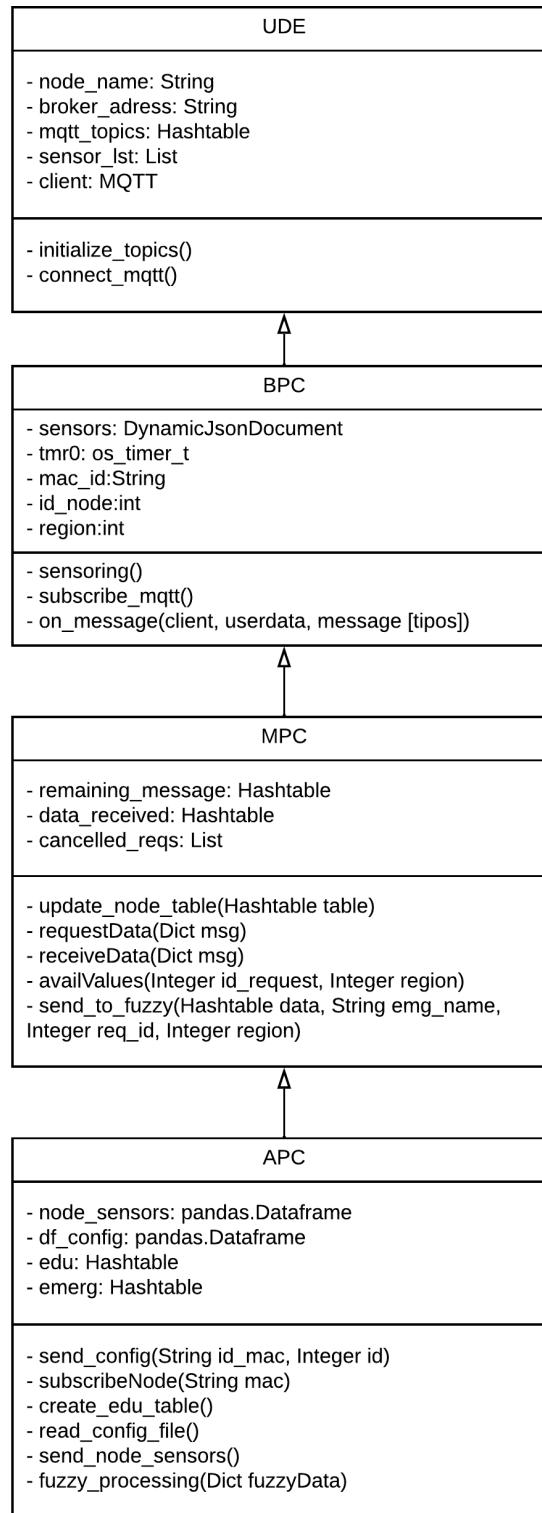 UDE
- node_name: String
- broker_adress: String
- mqtt_topics: Hashtable
- sensor_lst: List
- client: MQTT
- initialize_topics()
- connect_mqtt()
BPC
- sensors: DynamicJsonDocument
- tmr0: os_timer_t
- mac_id:String
- id_node:int
- region:int
- sensoring()
- subscribe_mqtt()
- on_message(client, userdata, message [tipos])
MPC
- remaining_message: Hashtable
- data_received: Hashtable
- cancelled_reqs: List
- update_node_table(Hashtable table)
- requestData(Dict msg)
- receiveData(Dict msg)
- availValues(Integer id_request, Integer region)
- send_to_fuzzy(Hashtable data, String emg_name,
Integer req_id, Integer region)
APC
- node_sensors: pandas.Dataframe
- df_config: pandas.Dataframe
- edu: Hashtable
- emerg: Hashtable
- send_config(String id_mac, Integer id)
- subscribeNode(String mac)
- create_edu_table()
- read_config_file()
- send_node_sensors()
- fuzzy_processing(Dict fuzzyData)